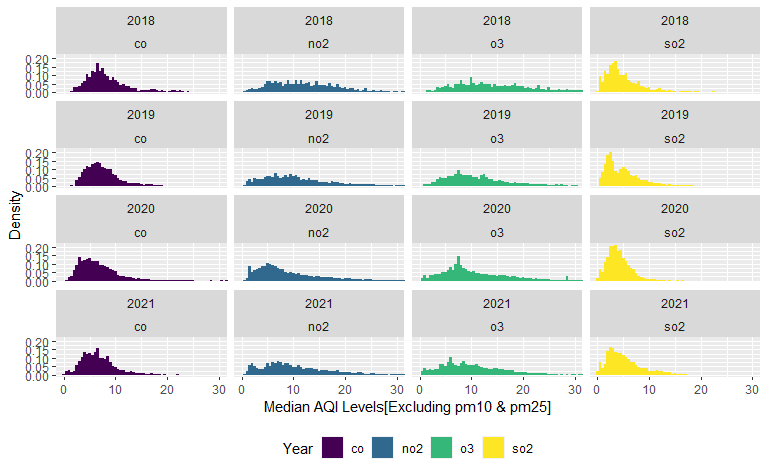 2018 2018 2018 2018
co no2 o3 so2
0.20
0.15
0.10
0.05
0.00
2019 2019 2019 2019
co no2 o3 so2
0.20
0.15
0.10
0.05
0.00
2020 2020 2020 2020
co no2 o3 so2
0.20
0.15
0.10
0.05
0.00
2021 2021 2021 2021
co no2 o3 so2
0.20
0.15
0.10
0.05
0.00
Density
0 10 20 30 0 10 20 30 0 10 20 30 0 10 20 30
Median AQI Levels[Excluding pm10 & pm25]
Year co no2 o3 so2